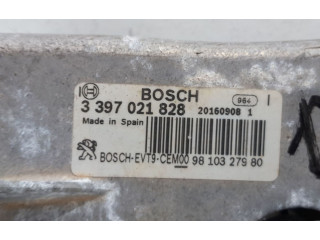 BOSCH
984
3 397 021 828 20160908 1
Made in Spain
BOSCH-EVT9-CEM00 98 103 279 80